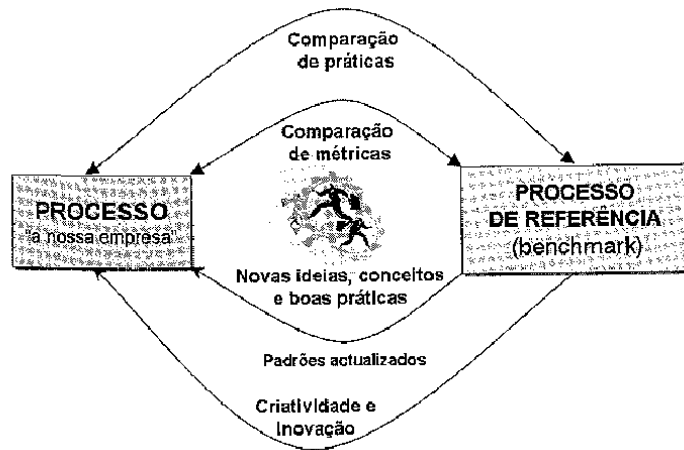 Comparação
de práticas
Comparação
de métricas
PROCESSO
"a nossa empresa"
PROCESSO
DE REFERÊNCIA
(benchmark)
Novas ideias, conceitos
e boas práticas
Padrões actualizados
Criatividade e
Inovação